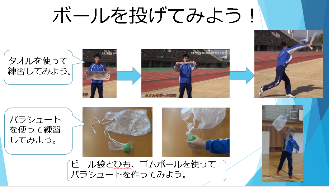 ボールを投げてみよう！
タオルを使って
練習してみよう。
パラシュート
を使って練習
してみよう。
ビニール袋とひも、ゴムボールを使って
パラシュートを作ってみよう。